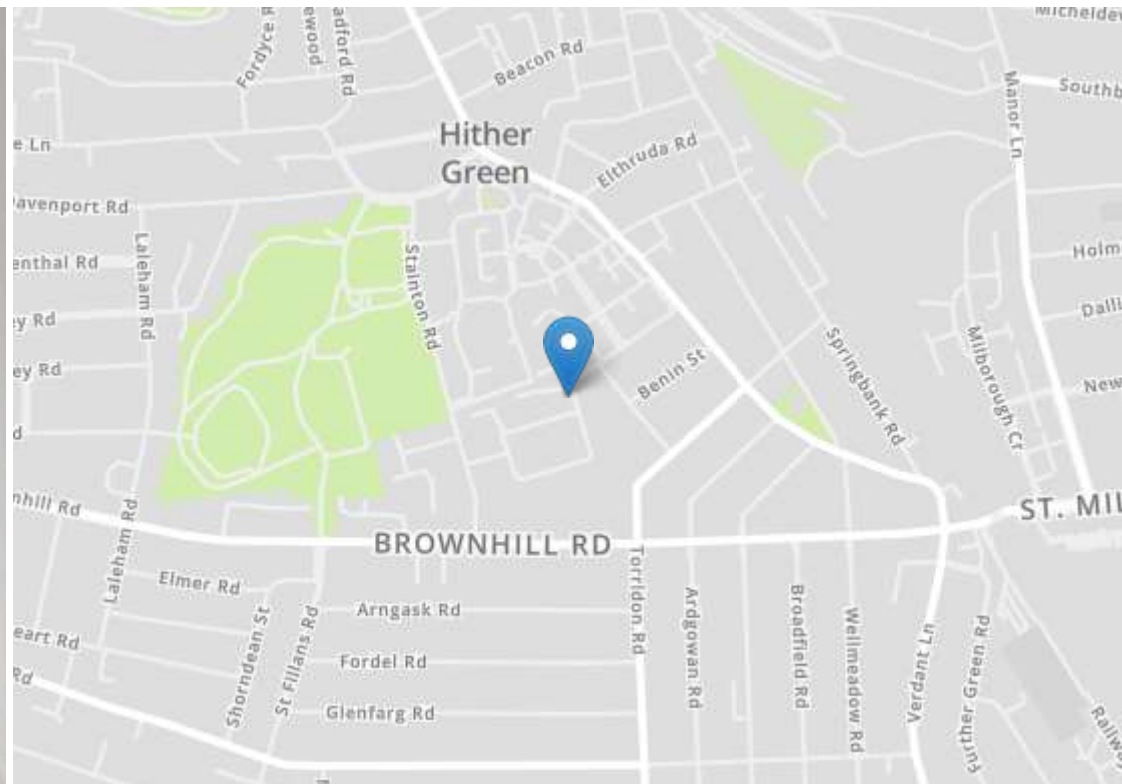 Fordyce R
ewood
adford Rd
Beacon Rd
Micheldev
Southb
Manor Ln
Hither
Green
e Ln
Elthruda Rd
Davenport Rd
Laleham Rd
Stainton Rd
enthal Rd
Holm
ey Rd
Dalli
ey Rd
Benin St
Springbank Rd
Milborough Cr
New
d
nhill Rd
BROWNHILL RD
ST. MIL
Laleham Rd
Elmer Rd
Arngask Rd
Torridon Rd
Ardgowan Rd
Broadfield Rd
Wellmeadow Rd
Verdant Ln
Further Green Rd
eart Rd
Shorndean St
St Fillans Rd
Fordel Rd
Rd
Glenfarg Rd
Railway